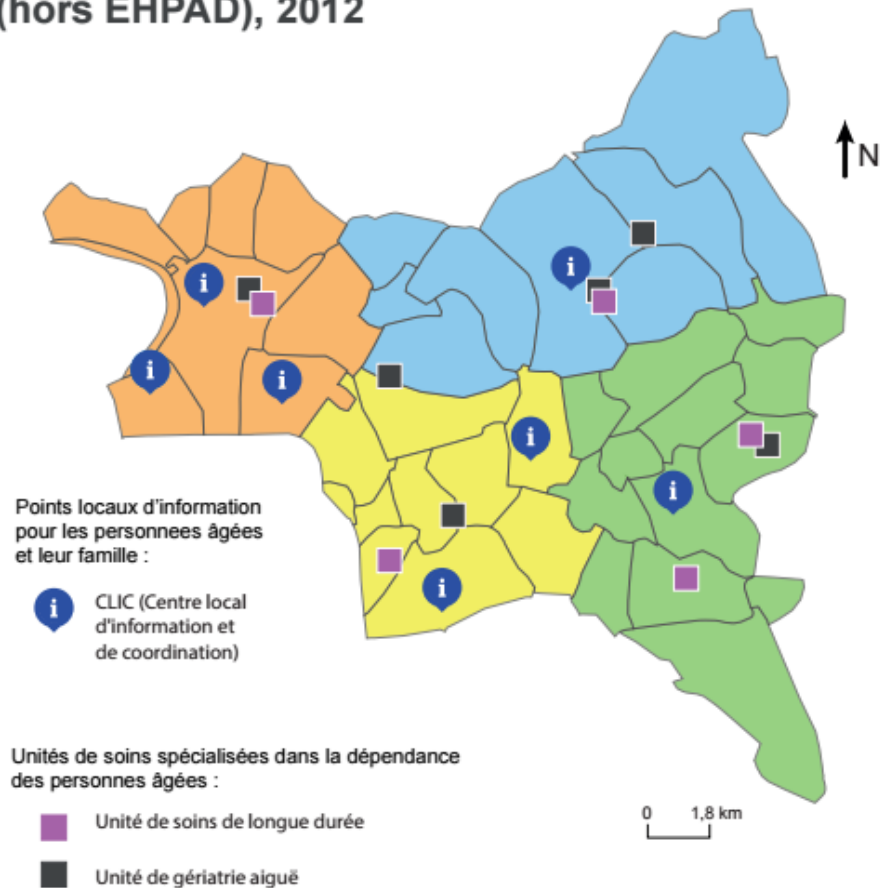 (hors EHPAD), 2012
N
Points locaux d'information
pour les personnees âgées
et leur famille :
CLIC (Centre local
d'information et
de coordination)
Unités de soins spécialisées dans la dépendance
des personnes âgées :
Unité de soins de longue durée
Unité de gériatrie aiguë
0 1,8 km
i
i
i
i
i
i
i
i